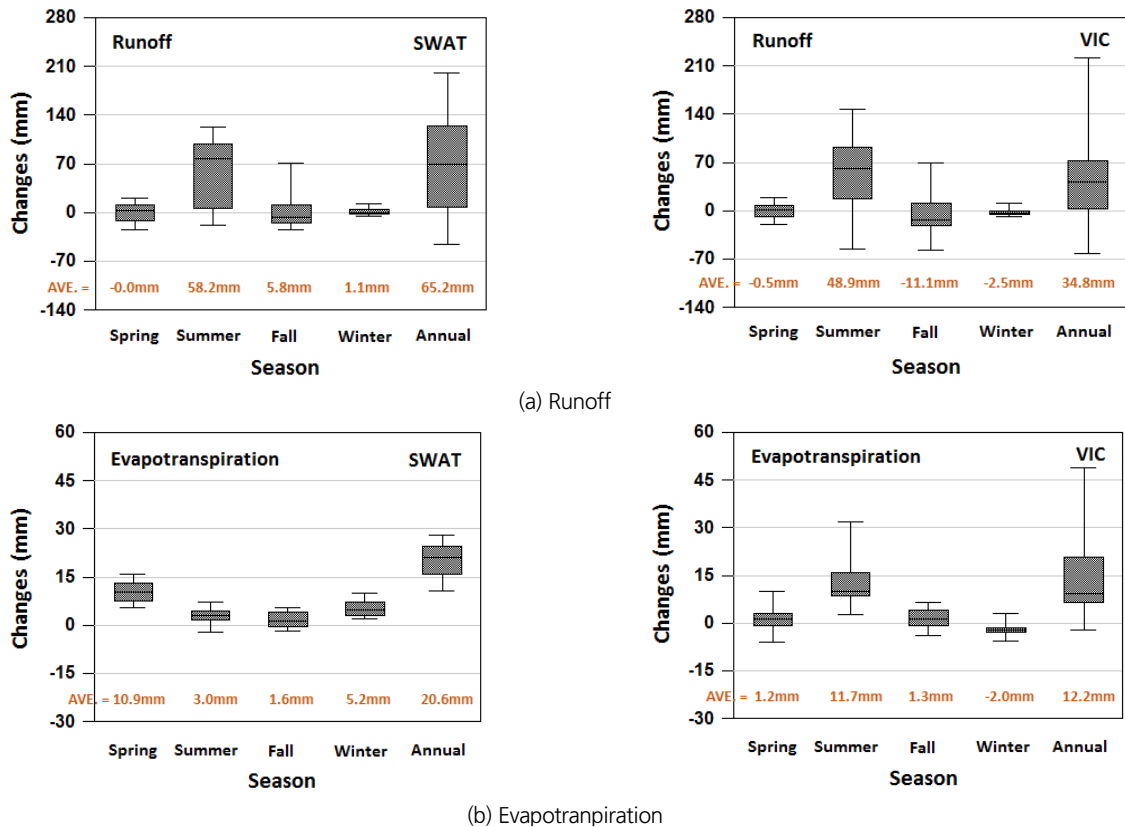 Runoff SWAT
Changes (mm)
280
210
140
70
0
-70
-140
AVE. = -0.0mm 58.2mm 5.8mm 1.1mm 65.2mm
Spring Summer Fall Winter Annual
Season
Runoff VIC
Changes (mm)
280
210
140
70
0
-70
-140
AVE. = -0.5mm 48.9mm -11.1mm -2.5mm 34.8mm
Spring Summer Fall Winter Annual
Season
(a) Runoff
Evapotranspiration SWAT
Changes (mm)
60
45
30
15
0
-15
-30
AVE. = 10.9mm 3.0mm 1.6mm 5.2mm 20.6mm
Spring Summer Fall Winter Annual
Season
Evapotranspiration VIC
Changes (mm)
60
45
30
15
0
-15
-30
AVE. = 1.2mm 11.7mm 1.3mm -2.0mm 12.2mm
Spring Summer Fall Winter Annual
Season
(b) Evapotranpiration